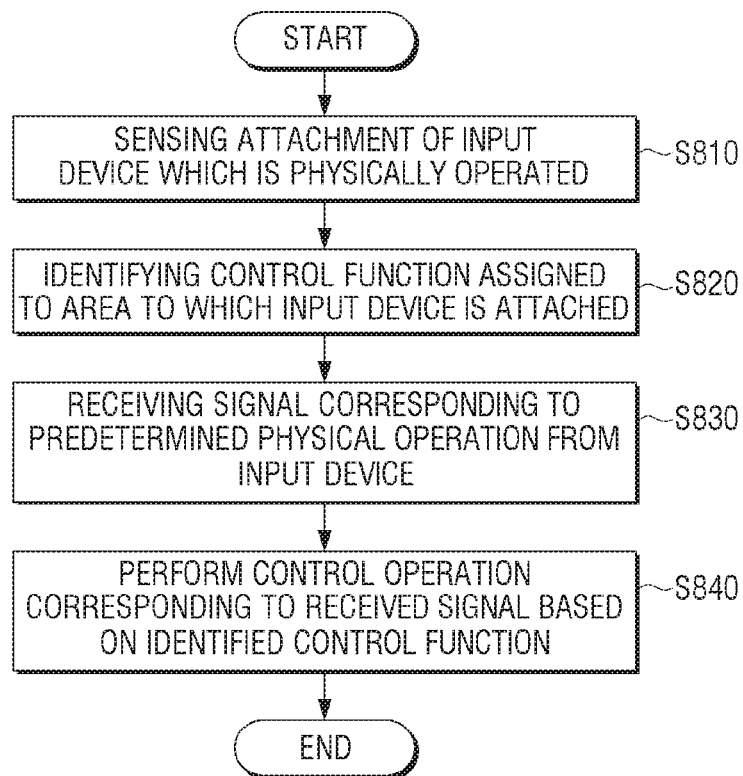 START
SENSING ATTACHMENT OF INPUT
DEVICE WHICH IS PHYSICALLY OPERATED
S810
IDENTIFYING CONTROL FUNCTION ASSIGNED
TO AREA TO WHICH INPUT DEVICE IS ATTACHED
S820
RECEIVING SIGNAL CORRESPONDING TO
PREDETERMINED PHYSICAL OPERATION FROM
INPUT DEVICE
S830
PERFORM CONTROL OPERATION
CORRESPONDING TO RECEIVED SIGNAL BASED
ON IDENTIFIED CONTROL FUNCTION
S840
END